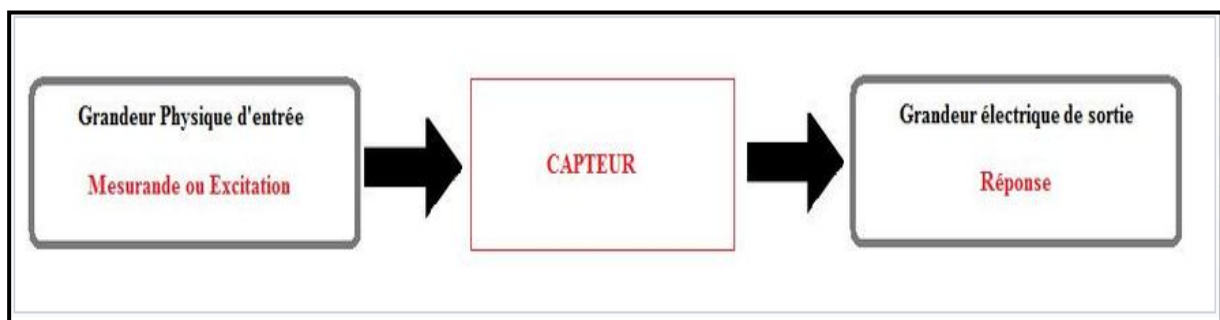 Grandeur Physique d'entrée
Mesurande ou Excitation
CAPTEUR
Grandeur électrique de sortie
Réponse